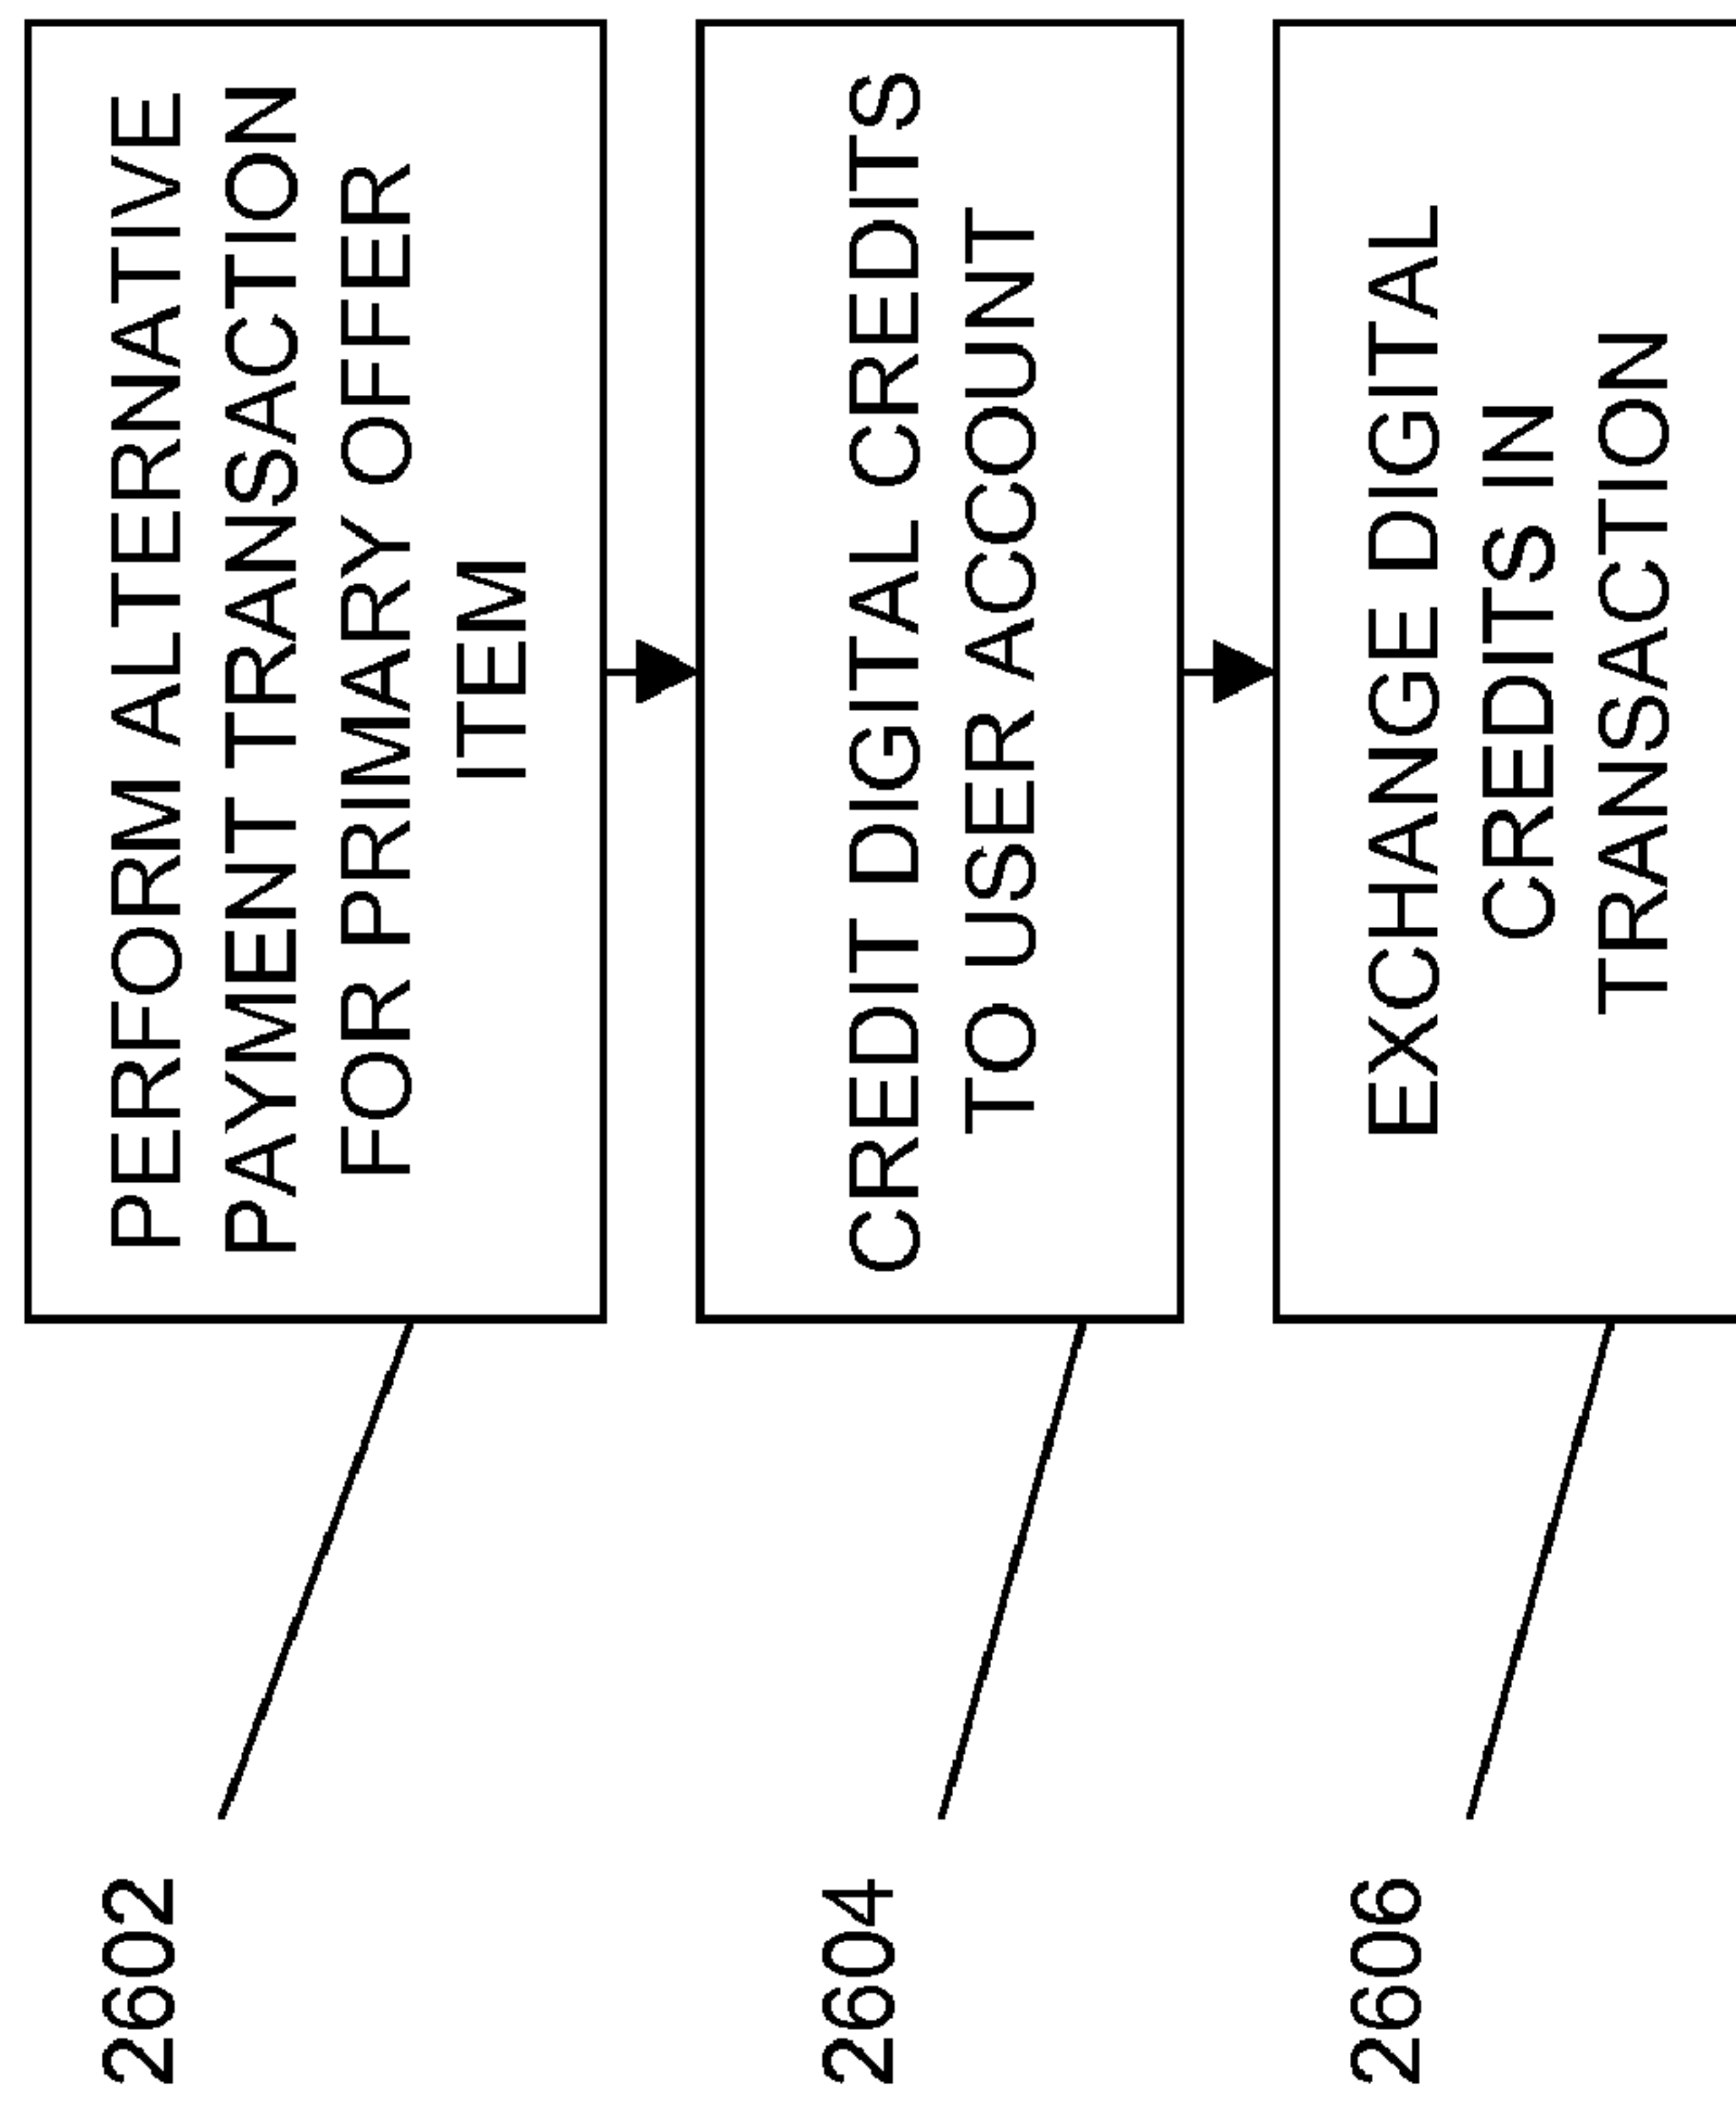 2602
PERFORM ALTERNATIVE
PAYMENT TRANSACTION
FOR PRIMARY OFFER
ITEM
2604
CREDIT DIGITAL CREDITS
TO USER ACCOUNT
2606
EXCHANGE DIGITAL
CREDITS IN
TRANSACTION